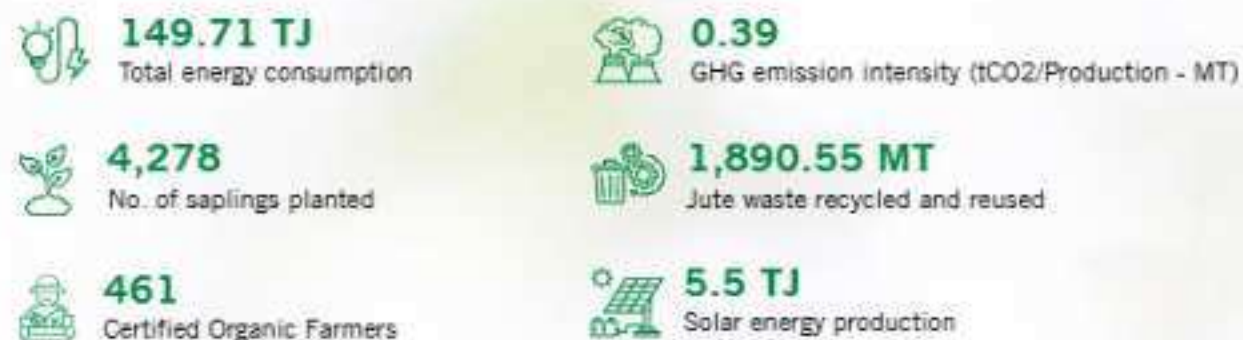 149.71 TJ
Total energy consumption
0.39
GHG emission intensity (tCO2/Production - MT)
4,278
No. of saplings planted
1,890.55 MT
Jute waste recycled and reused
461
Certified Organic Farmers
5.5 TJ
Solar energy production